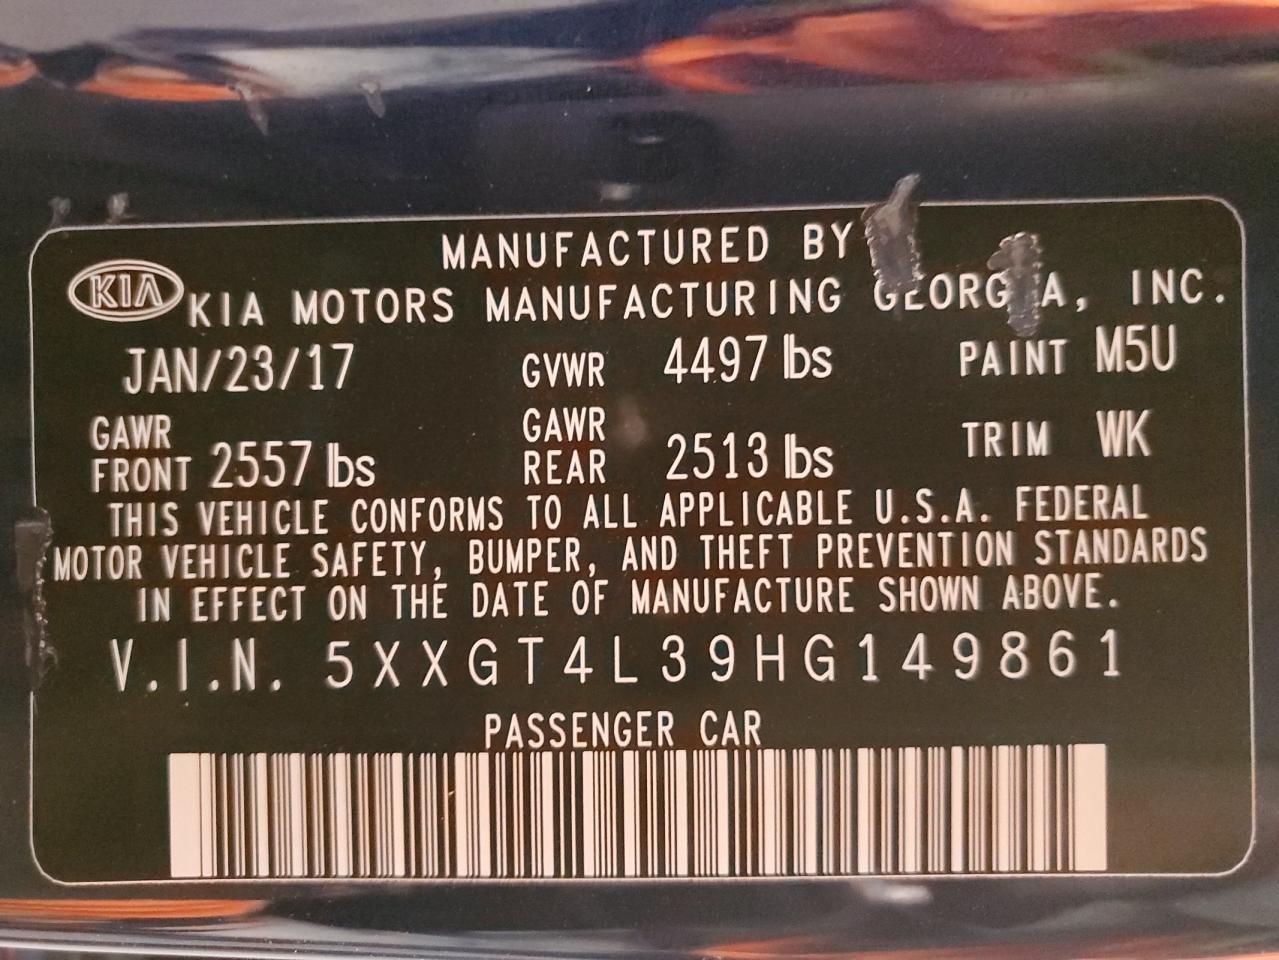 MANUFACTURED BY
KIA KIA MOTORS MANUFACTURING GEORGIA, INC.
JAN/23/17 GVWR 4497 lbs PAINT M5U
GAWR FRONT 2557 lbs GAWR REAR 2513 lbs TRIM WK
THIS VEHICLE CONFORMS TO ALL APPLICABLE U.S.A. FEDERAL
MOTOR VEHICLE SAFETY, BUMPER, AND THEFT PREVENTION STANDARDS
IN EFFECT ON THE DATE OF MANUFACTURE SHOWN ABOVE.
V.I.N. 5XXGT4L39HG149861
PASSENGER CAR